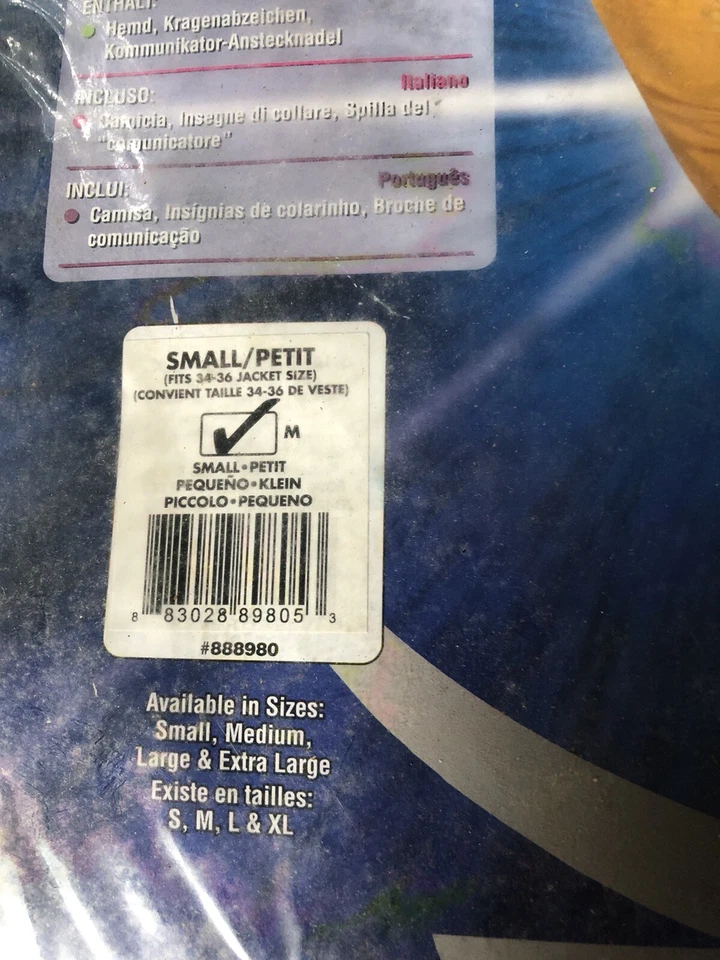 ENTHÄLT:
Hemd, Kragenabzeichen,
Kommunikator-Anstecknadel
Italiano
INCLUSO:
Camicia, Insegne di collare, Spilla del
"comunicatore"
Português
INCLUI:
Camisa, Insígnias de colarinho, Broche de
comunicação
SMALL/PETIT
(FITS 34-36 JACKET SIZE)
(CONVIENT TAILLE 34-36 DE VESTE)
M
SMALL•PETIT
PEQUEÑO•KLEIN
PICCOLO•PEQUENO
8 83028 89805 3
#888980
Available in Sizes:
Small, Medium,
Large & Extra Large
Existe en tailles:
S, M, L & XL